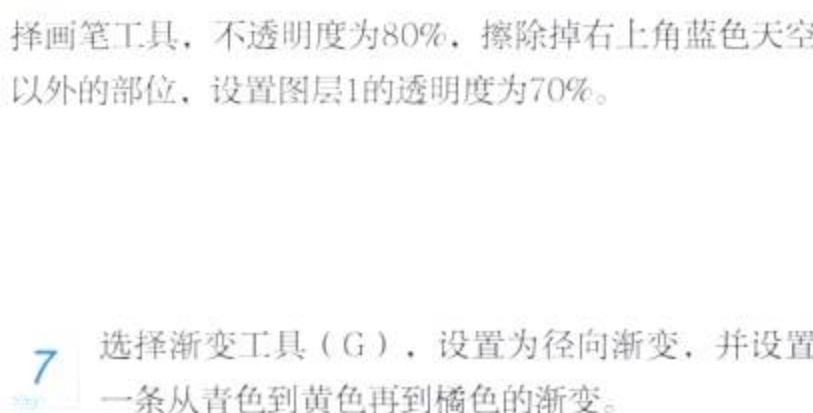 择画笔工具，不透明度为80%，擦除掉右上角蓝色天空
以外的部位，设置图层1的透明度为70%。
7
选择渐变工具（G），设置为径向渐变，并设置
一条从青色到黄色再到橘色的渐变。